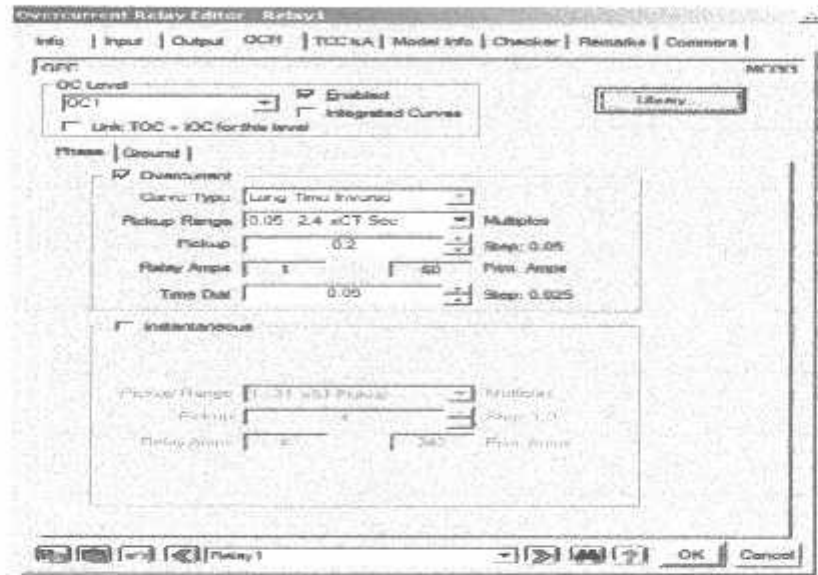 Overcurrent Relay Editor - Relay1
Info | Input | Output OCR | TCC kA | Model Info | Checker | Remarks | Comment |
GEC
OC Level
OC1
Enabled
Integrated Curves
Library...
Link TOC + IOC for this level
Phase | Ground |
Overcurrent
Curve Type Long Time Inverse
Pickup Range 0.05 - 2.4 xCT Sec Multiples
Pickup 0.2 Step: 0.05
Relay Amps 1 60 Prim. Amps
Time Dial 0.05 Step: 0.025
Instantaneous
Pickup Range Multiples
Pickup
Relay Amps Prim. Amps
Relay1
OK Cancel